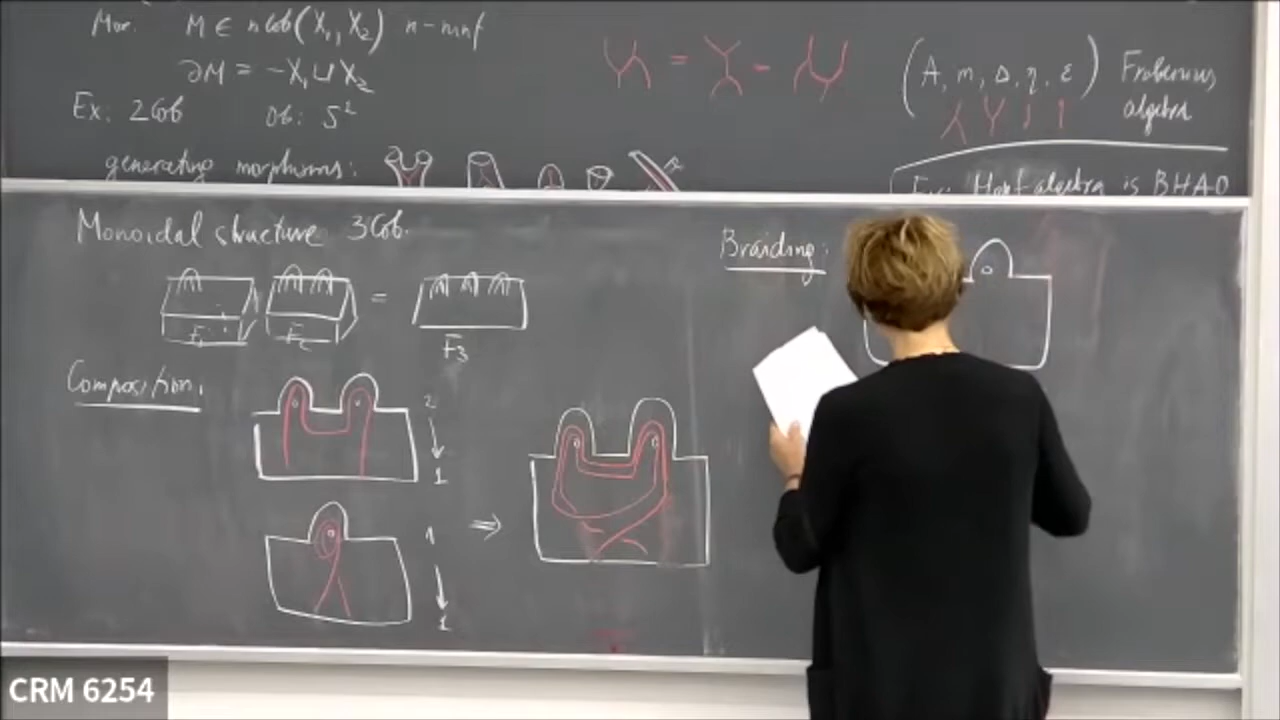 Mor. M ∈ nCob(X₁, X₂) n-mnf
∂M = -X₁ ⊔ X₂
Ex: 2Cob Ob: S¹
generating morphisms:
= =
(A, m, Δ, η, ε) Frobenius
algebra
Hopf algebra is BHAO
Monoidal structure 3Cob.
=
F₁ F₂ F₃
Composition:
2
↓
1
1
↓
1
⇒
Braiding:
CRM 6254